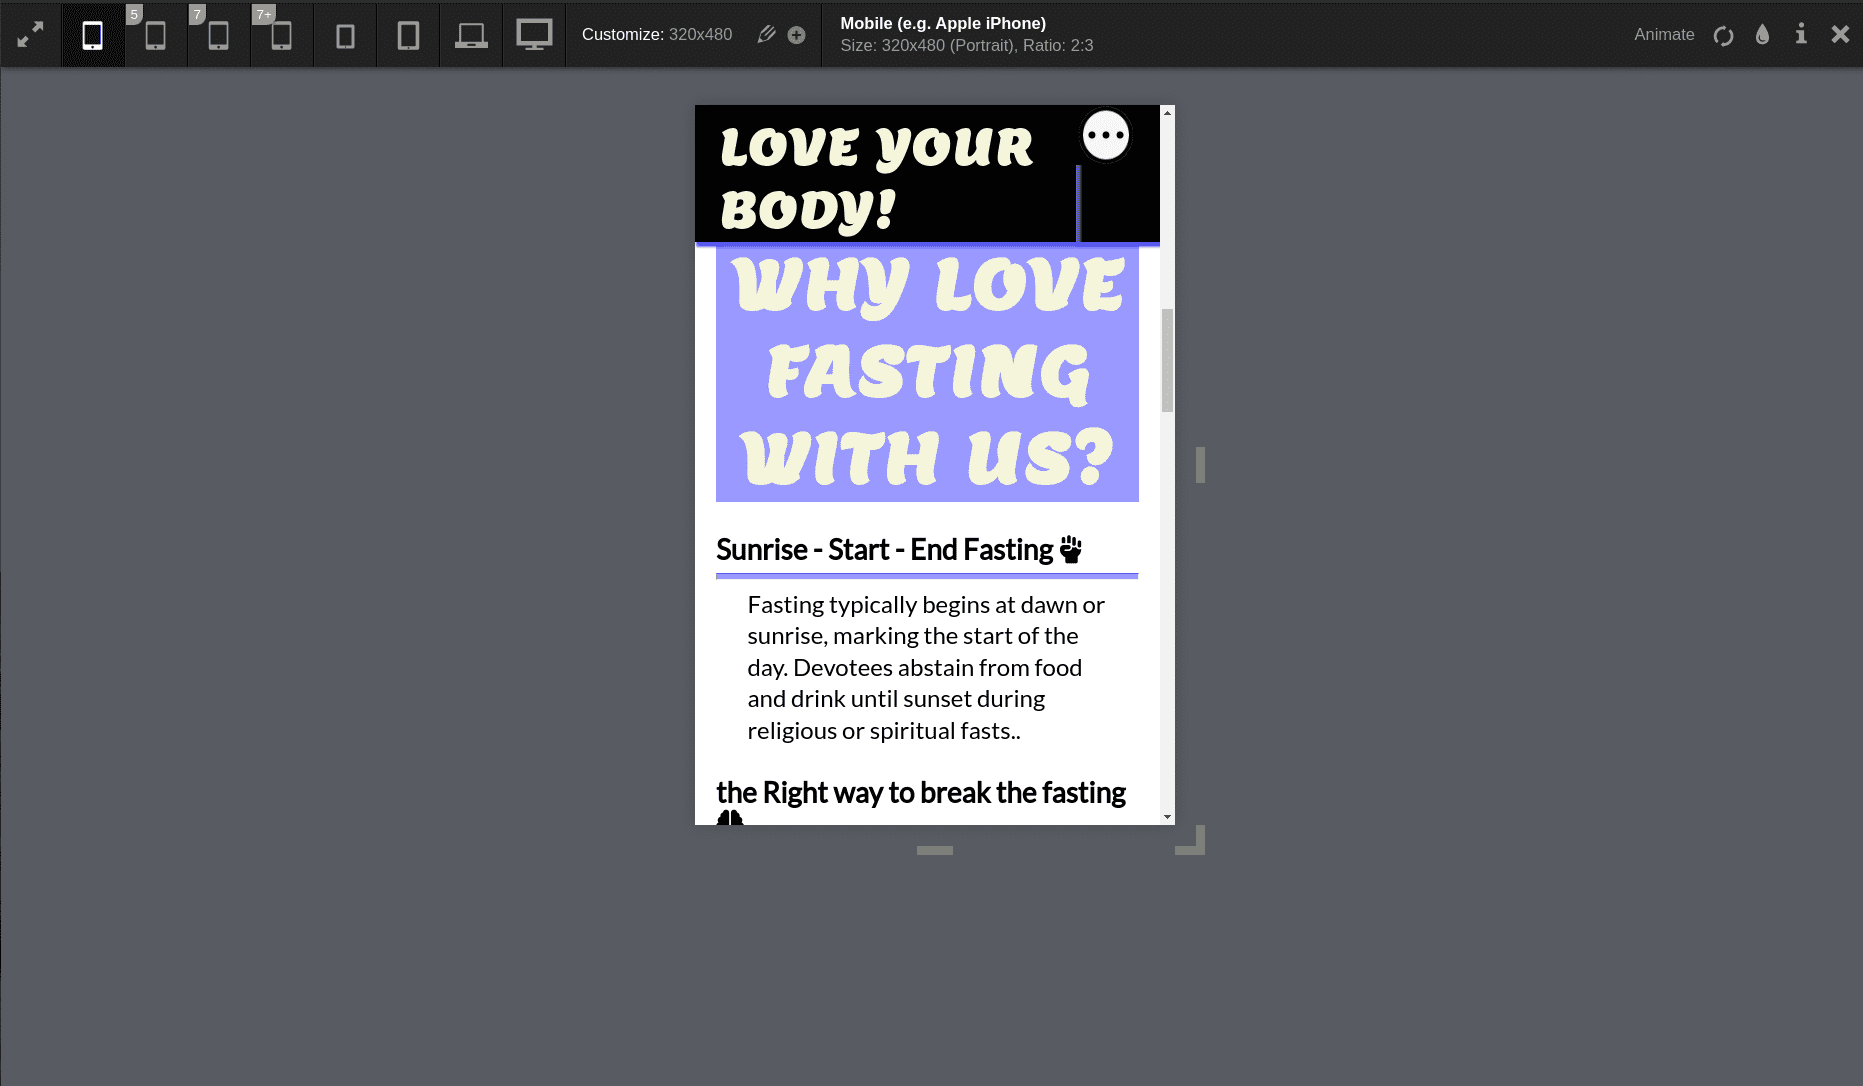 5
7
7+
Customize: 320x480
Mobile (e.g. Apple iPhone)
Size: 320x480 (Portrait), Ratio: 2:3
Animate
LOVE YOUR
BODY!
WHY LOVE
FASTING
WITH US?
Sunrise - Start - End Fasting
Fasting typically begins at dawn or
sunrise, marking the start of the
day. Devotees abstain from food
and drink until sunset during
religious or spiritual fasts..
the Right way to break the fasting